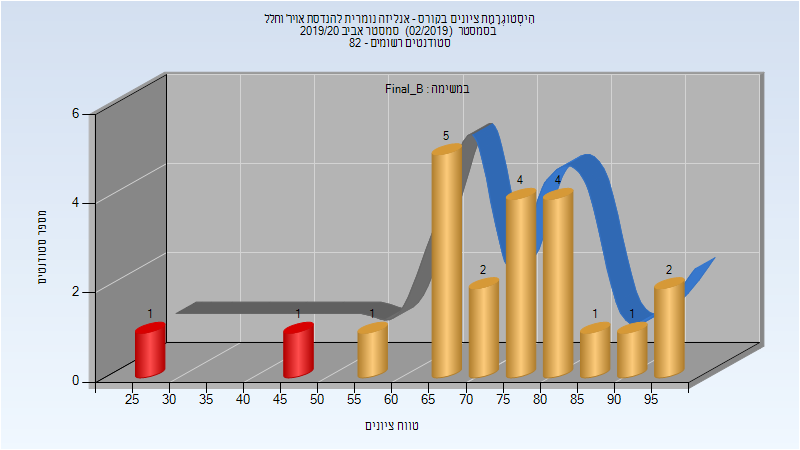 היסטוגרמת ציונים בקורס - אנליזה נומרית להנדסת אויר וחלל
בסמסטר (02/2019) סמסטר אביב 2019/20
סטודנטים רשומים - 82
במשימה : Final_B
מספר סטודנטים
6
4
2
0
1
1
1
5
2
4
4
1
1
2
25 30 35 40 45 50 55 60 65 70 75 80 85 90 95
טווח ציונים